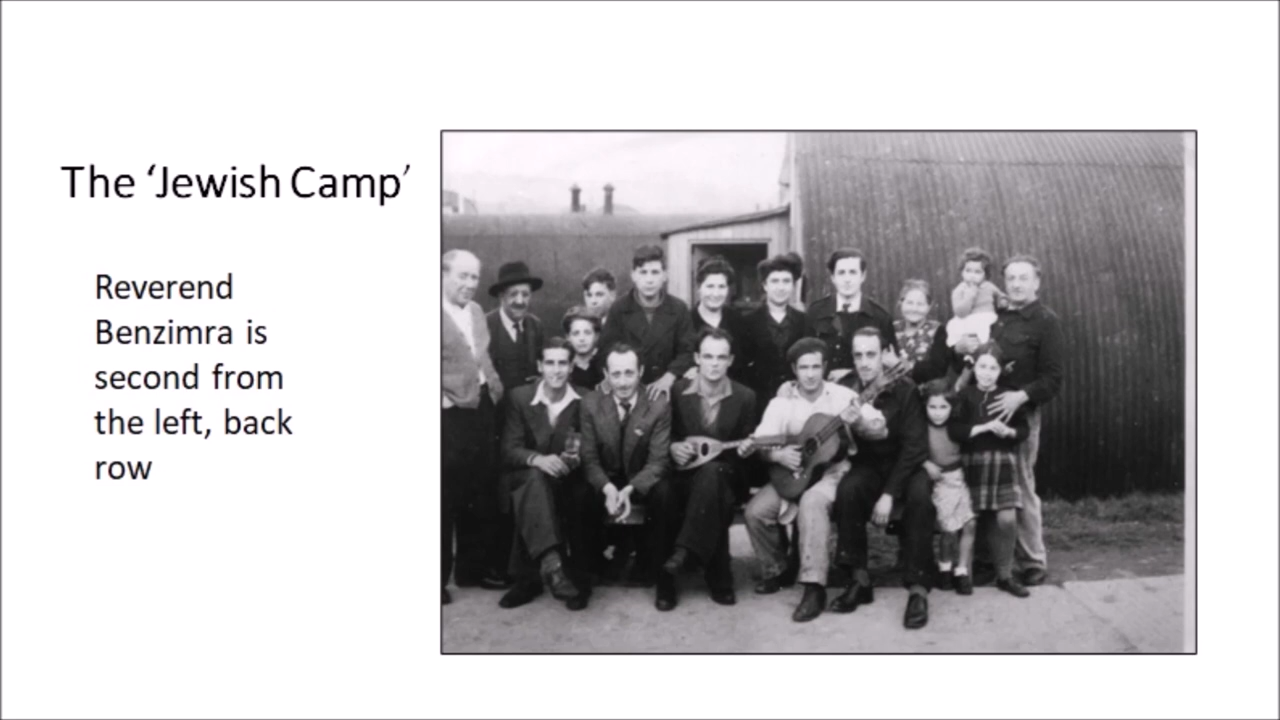 The ‘Jewish Camp’
Reverend
Benzimra is
second from
the left, back
row